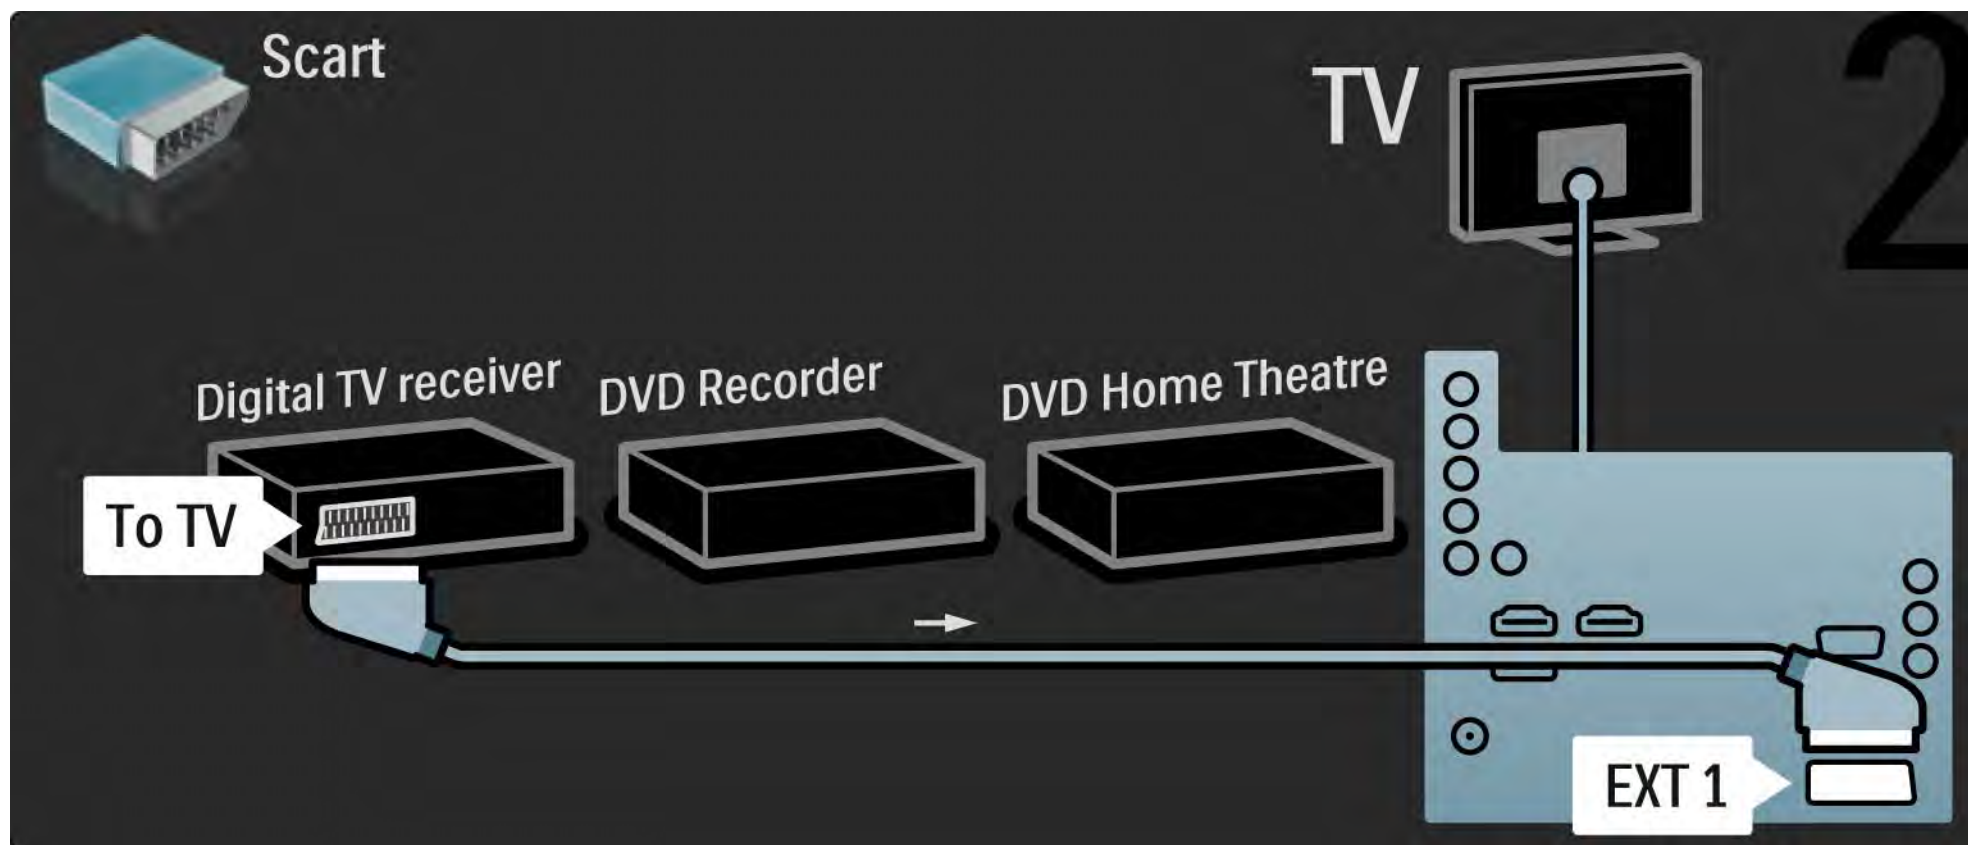 Scart
TV
2
Digital TV receiver
DVD Recorder
DVD Home Theatre
To TV
EXT 1